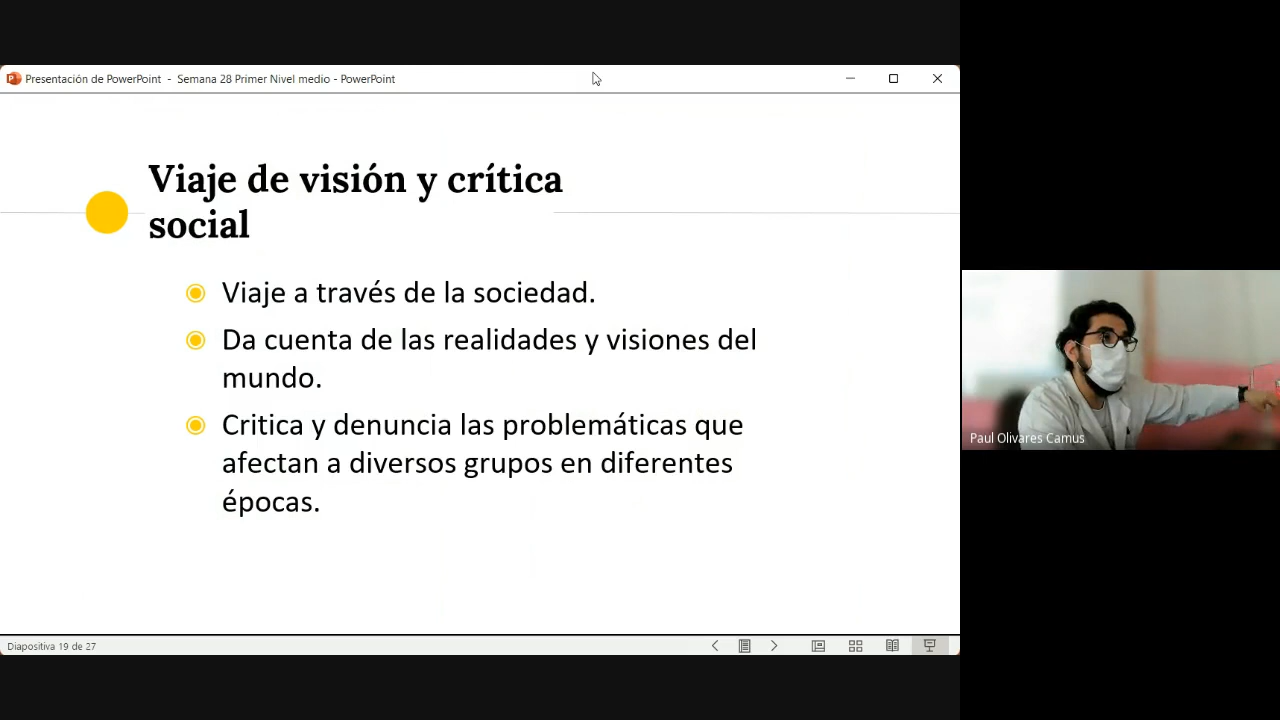 Presentación de PowerPoint - Semana 28 Primer Nivel medio - PowerPoint
Viaje de visión y crítica
social
Viaje a través de la sociedad.
Da cuenta de las realidades y visiones del
mundo.
Critica y denuncia las problemáticas que
afectan a diversos grupos en diferentes
épocas.
Paul Olivares Camus
Diapositiva 19 de 27